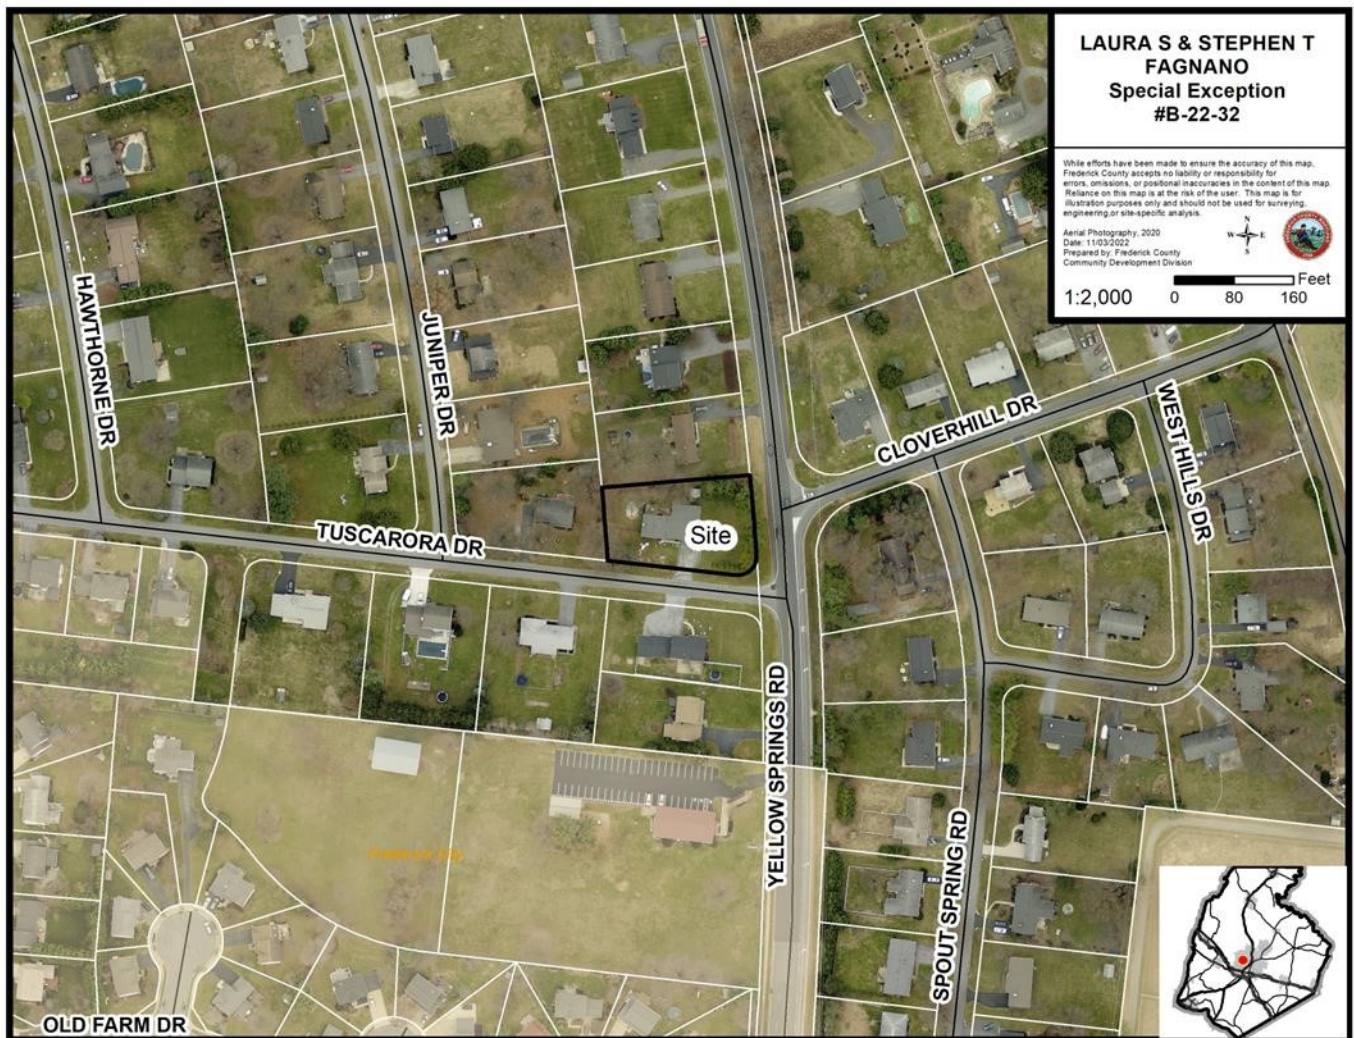 LAURA S & STEPHEN T
FAGNANO
Special Exception
#B-22-32
While efforts have been made to ensure the accuracy of this map,
Frederick County accepts no liability or responsibility for
errors, omissions, or positional inaccuracies in the content of this map.
Reliance on this map is at the risk of the user. This map is for
illustration purposes only and should not be used for surveying,
engineering,or site-specific analysis.
Aerial Photography, 2020
Date: 11/03/2022
Prepared by: Frederick County
Community Development Division
N
W E
S
1:2,000
Feet
0 80 160
HAWTHORNE DR
JUNIPER DR
CLOVERHILL DR
WEST HILLS DR
TUSCARORA DR
Site
YELLOW SPRINGS RD
SPOUT SPRING RD
Frederick City
OLD FARM DR